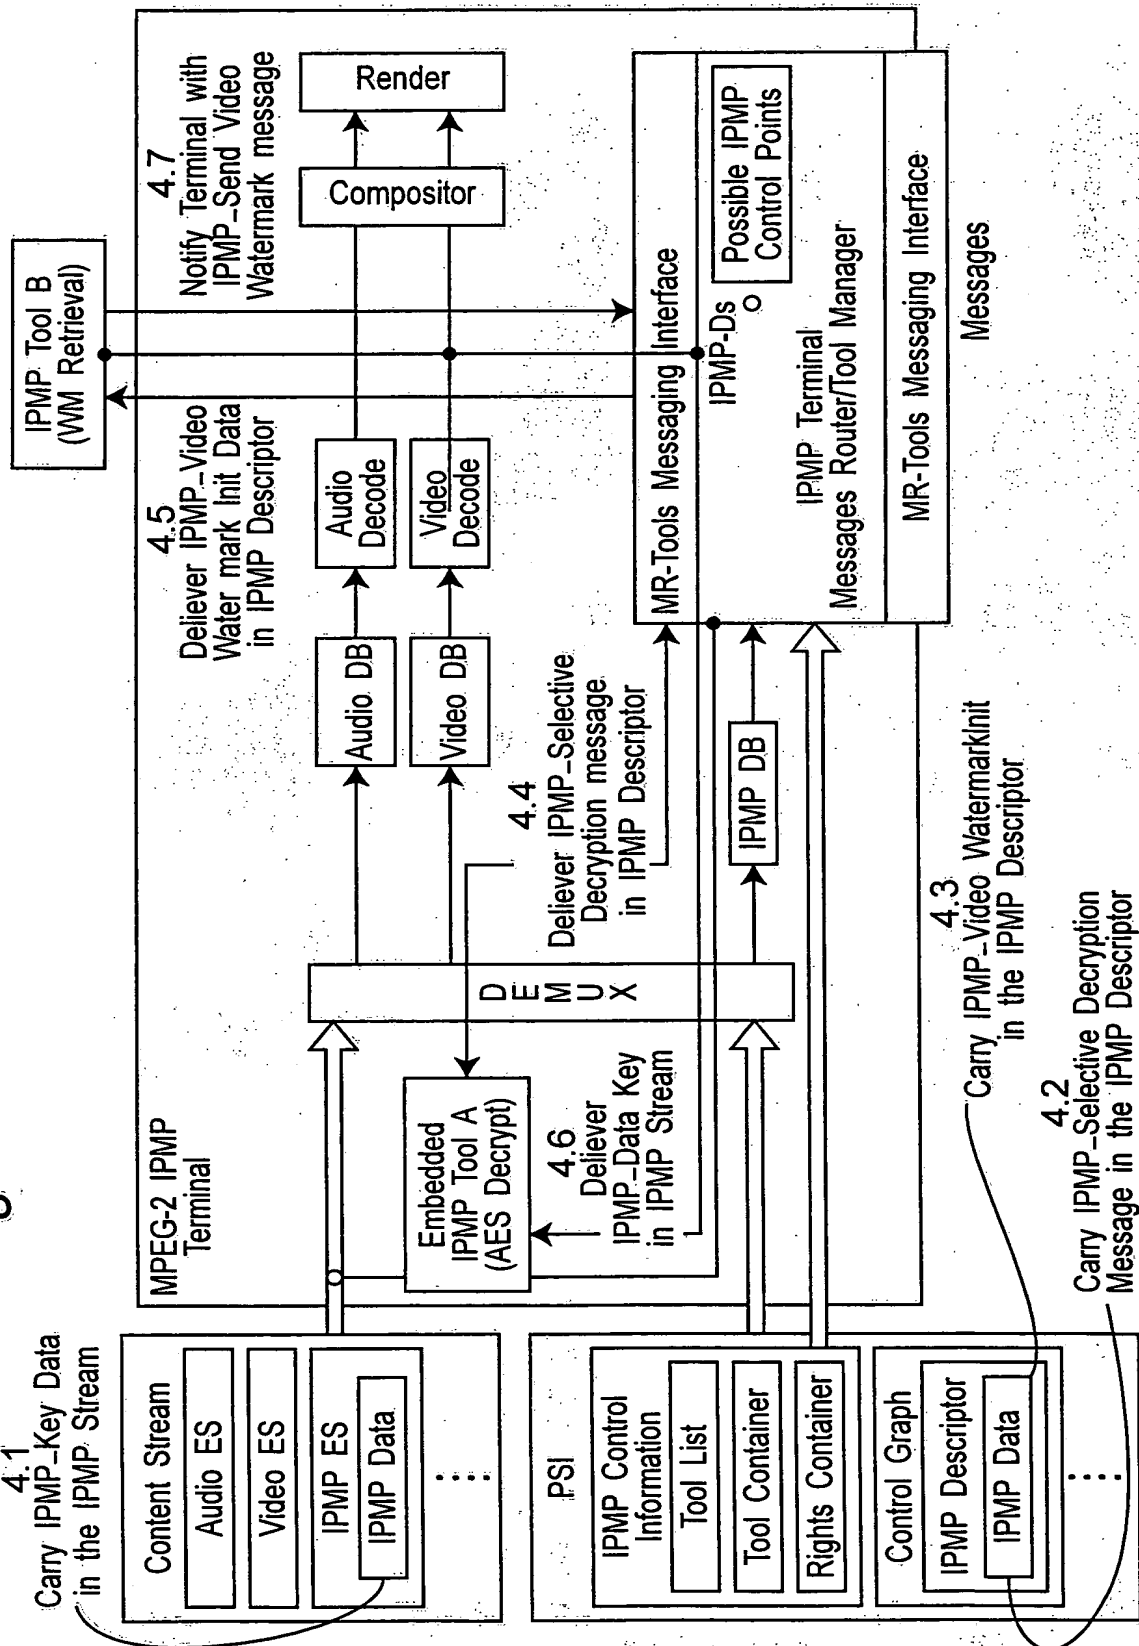 4.1
Carry IPMP_Key Data
in the IPMP Stream
Content Stream
Audio ES
Video ES
IPMP ES
IPMP Data
PSI
IPMP Control
Information
Tool List
Tool Container
Rights Container
Control Graph
IPMP Descriptor
IPMP Data
MPEG-2 IPMP
Terminal
Embedded
IPMP Tool A
(AES Decrypt)
4.6
Deliever
IPMP_Data Key
in IPMP Stream
4.2
Carry IPMP_Selective Decryption
Message in the IPMP Descriptor
4.3
Carry IPMP_Video WatermarkInit
in the IPMP Descriptor
DEMUX
4.4
Deliever IPMP_Selective
Decryption message
in IPMP Descriptor
Audio DB
Video DB
IPMP DB
Audio
Decode
Video
Decode
4.5
Deliever IPMP_Video
Water mark Init Data
in IPMP Descriptor
IPMP Tool B
(WM Retrieval)
4.7
Notify Terminal with
IPMP_Send Video
Watermark message
Compositor
Render
MR-Tools Messaging Interface
IPMP-Ds
Possible IPMP
Control Points
IPMP Terminal
Messages Router/Tool Manager
MR-Tools Messaging Interface
Messages